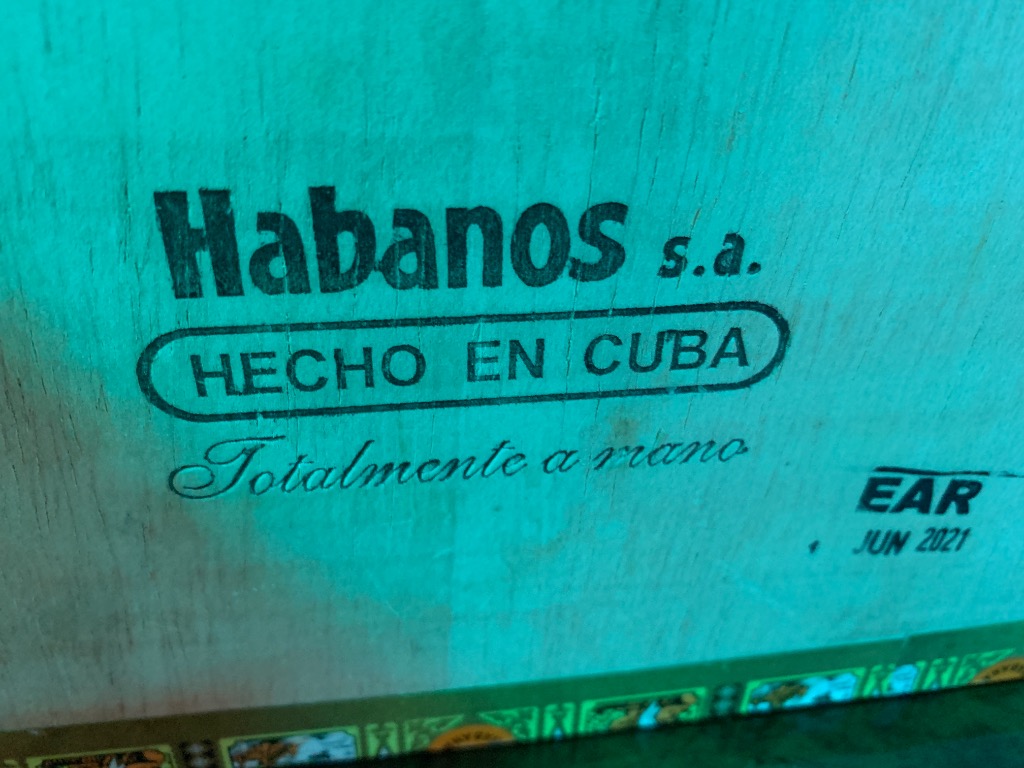 Habanos s.a.
HECHO EN CUBA
Totalmente a mano
EAR
JUN 2021